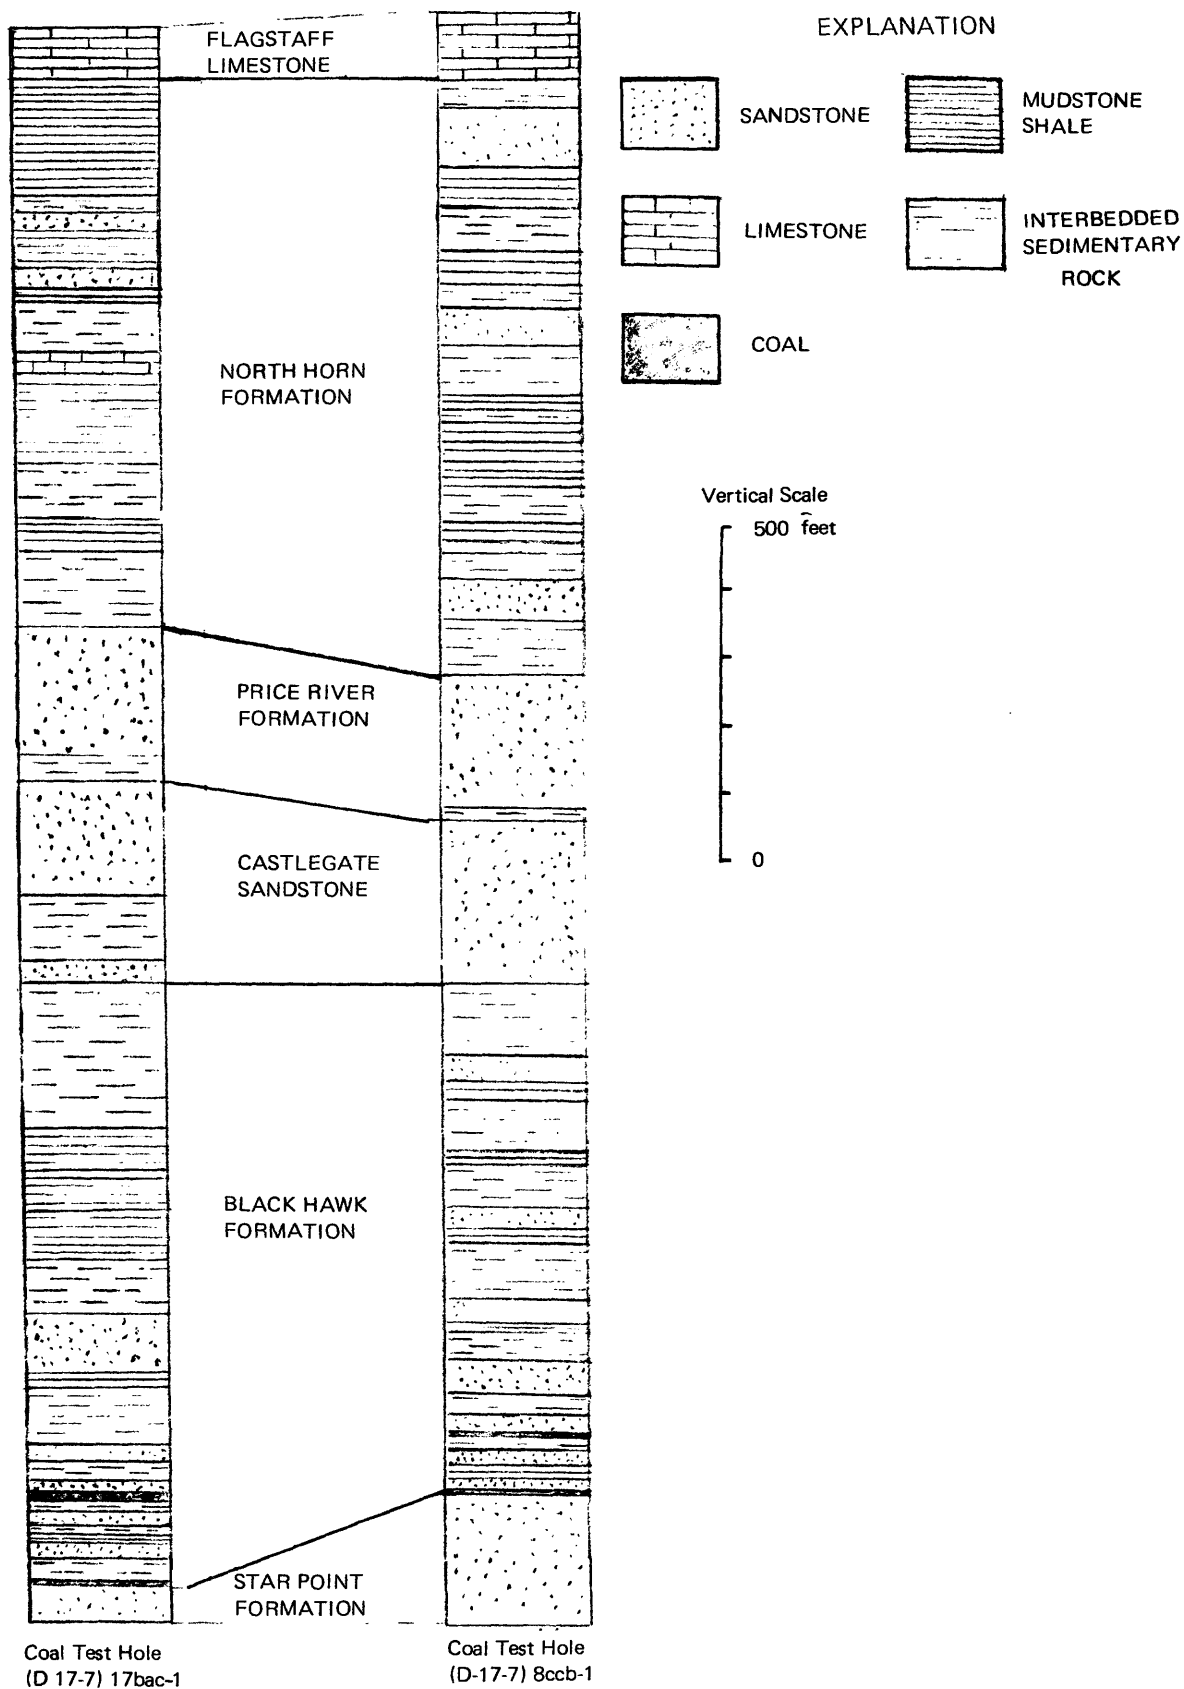 EXPLANATION
FLAGSTAFF
LIMESTONE
SANDSTONE
MUDSTONE
SHALE
LIMESTONE
INTERBEDDED
SEDIMENTARY
ROCK
COAL
NORTH HORN
FORMATION
Vertical Scale
500 feet
0
PRICE RIVER
FORMATION
CASTLEGATE
SANDSTONE
BLACK HAWK
FORMATION
STAR POINT
FORMATION
Coal Test Hole
(D 17-7) 17bac-1
Coal Test Hole
(D-17-7) 8ccb-1